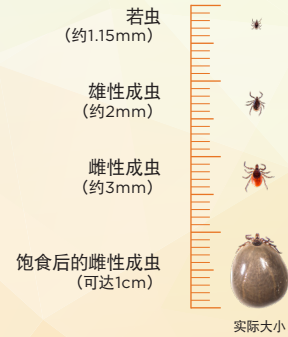 若虫
（约1.15mm）
雄性成虫
（约2mm）
雌性成虫
（约3mm）
饱食后的雌性成虫
（可达1cm）
实际大小